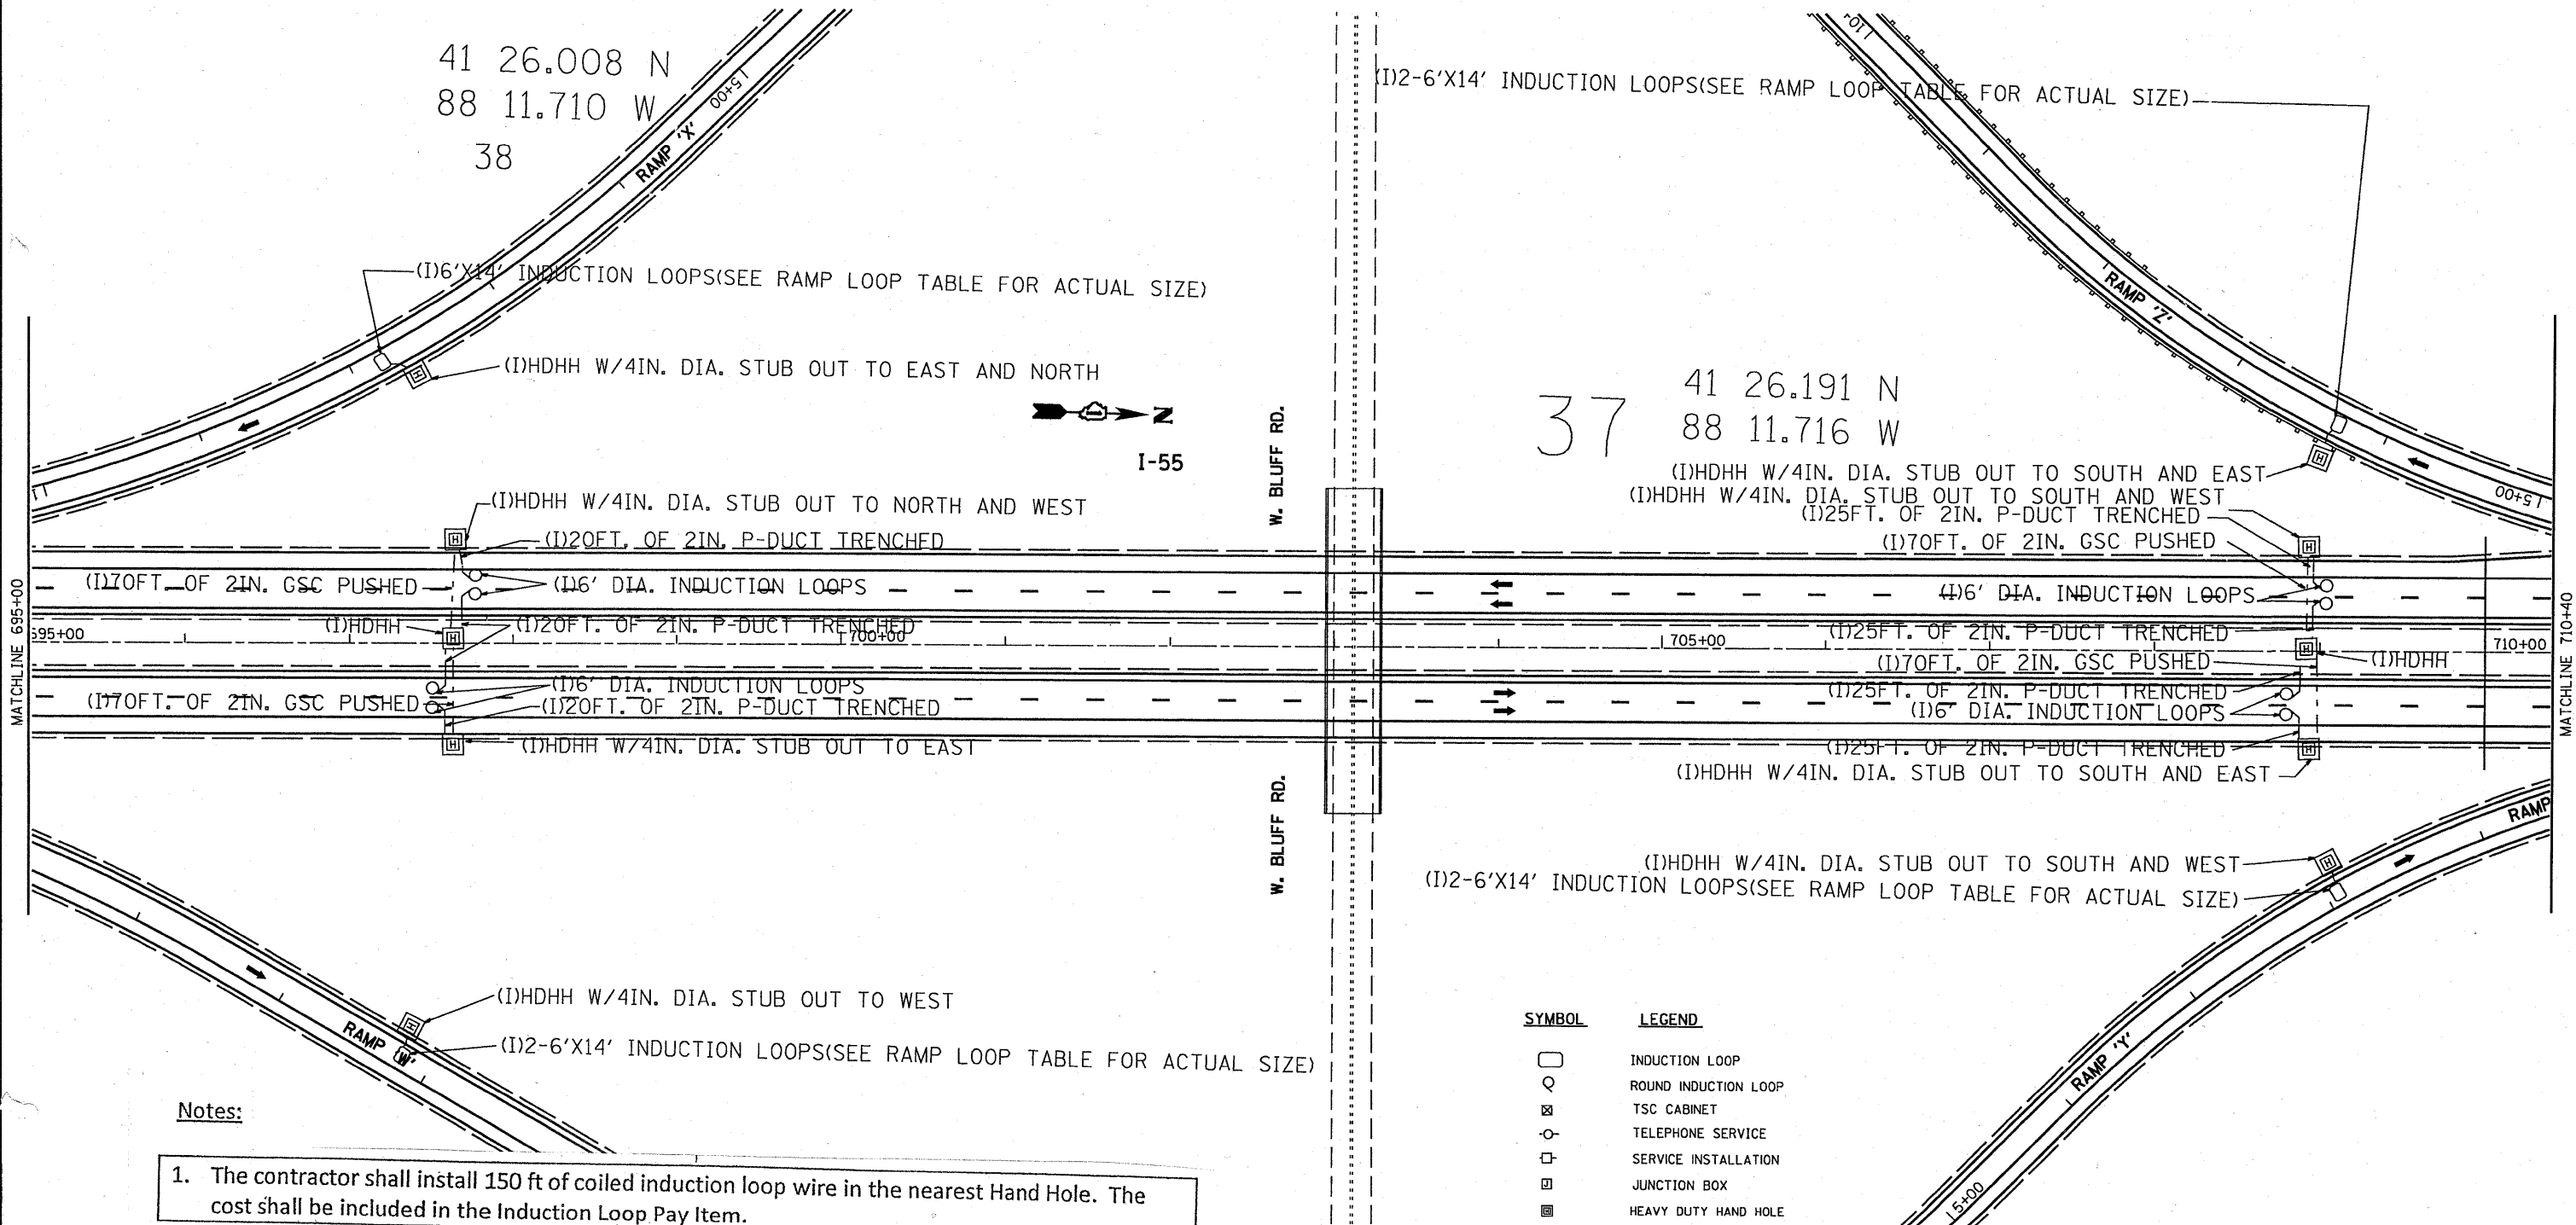 41 26.008 N
88 11.710 W
38
15+00
RAMP 'X'
(I)2-6'X14' INDUCTION LOOPS(SEE RAMP LOOP TABLE FOR ACTUAL SIZE)
RAMP 'Z'
(I)6'X14' INDUCTION LOOPS(SEE RAMP LOOP TABLE FOR ACTUAL SIZE)
(I)HDHH W/4IN. DIA. STUB OUT TO EAST AND NORTH
N
I-55
W. BLUFF RD.
37
41 26.191 N
88 11.716 W
(I)HDHH W/4IN. DIA. STUB OUT TO SOUTH AND EAST
(I)HDHH W/4IN. DIA. STUB OUT TO SOUTH AND WEST
(I)25FT. OF 2IN. P-DUCT TRENCHED
(I)70FT. OF 2IN. GSC PUSHED
15+00
(I)HDHH W/4IN. DIA. STUB OUT TO NORTH AND WEST
(I)20FT. OF 2IN. P-DUCT TRENCHED
(I)70FT. OF 2IN. GSC PUSHED
(I)6' DIA. INDUCTION LOOPS
(I)6' DIA. INDUCTION LOOPS
MATCHLINE 695+00
695+00
(I)HDHH
(I)20FT. OF 2IN. P-DUCT TRENCHED
700+00
705+00
(I)25FT. OF 2IN. P-DUCT TRENCHED
710+00
MATCHLINE 710+40
(I)70FT. OF 2IN. GSC PUSHED
(I)HDHH
(I)6' DIA. INDUCTION LOOPS
(I)70FT. OF 2IN. GSC PUSHED
(I)20FT. OF 2IN. P-DUCT TRENCHED
(I)25FT. OF 2IN. P-DUCT TRENCHED
(I)6' DIA. INDUCTION LOOPS
(I)HDHH W/4IN. DIA. STUB OUT TO EAST
(I)25FT. OF 2IN. P-DUCT TRENCHED
(I)HDHH W/4IN. DIA. STUB OUT TO SOUTH AND EAST
W. BLUFF RD.
RAMP
(I)HDHH W/4IN. DIA. STUB OUT TO SOUTH AND WEST
(I)2-6'X14' INDUCTION LOOPS(SEE RAMP LOOP TABLE FOR ACTUAL SIZE)
(I)HDHH W/4IN. DIA. STUB OUT TO WEST
RAMP 'W'
(I)2-6'X14' INDUCTION LOOPS(SEE RAMP LOOP TABLE FOR ACTUAL SIZE)
RAMP 'Y'
15+00
SYMBOL LEGEND
INDUCTION LOOP
ROUND INDUCTION LOOP
TSC CABINET
TELEPHONE SERVICE
SERVICE INSTALLATION
JUNCTION BOX
HEAVY DUTY HAND HOLE
Notes:
1. The contractor shall install 150 ft of coiled induction loop wire in the nearest Hand Hole. The
cost shall be included in the Induction Loop Pay Item.